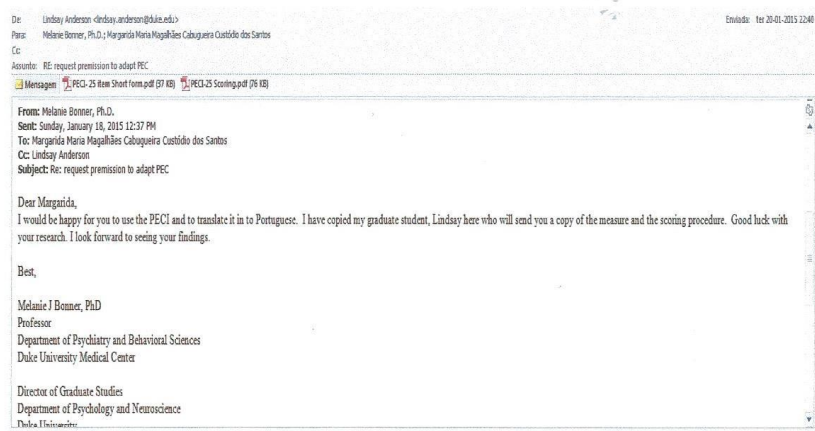 De: Lindsay Anderson <lindsay.anderson@duke.edu> Enviada: ter 20-01-2015 22:40
Para: Melanie Bonner, Ph.D.; Margarida Maria Magalhães Cabugueira Custódio dos Santos
Cc:
Assunto: RE: request premission to adapt PEC
Mensagem PECI- 25 item Short form.pdf (37 KB) PECI-25 Scoring.pdf (76 KB)
From: Melanie Bonner, Ph.D.
Sent: Sunday, January 18, 2015 12:37 PM
To: Margarida Maria Magalhães Cabugueira Custódio dos Santos
Cc: Lindsay Anderson
Subject: Re: request premission to adapt PEC
Dear Margarida,
I would be happy for you to use the PECI and to translate it in to Portuguese. I have copied my graduate student, Lindsay here who will send you a copy of the measure and the scoring procedure. Good luck with
your research. I look forward to seeing your findings.
Best,
Melanie J Bonner, PhD
Professor
Department of Psychiatry and Behavioral Sciences
Duke University Medical Center
Director of Graduate Studies
Department of Psychology and Neuroscience
Duke University